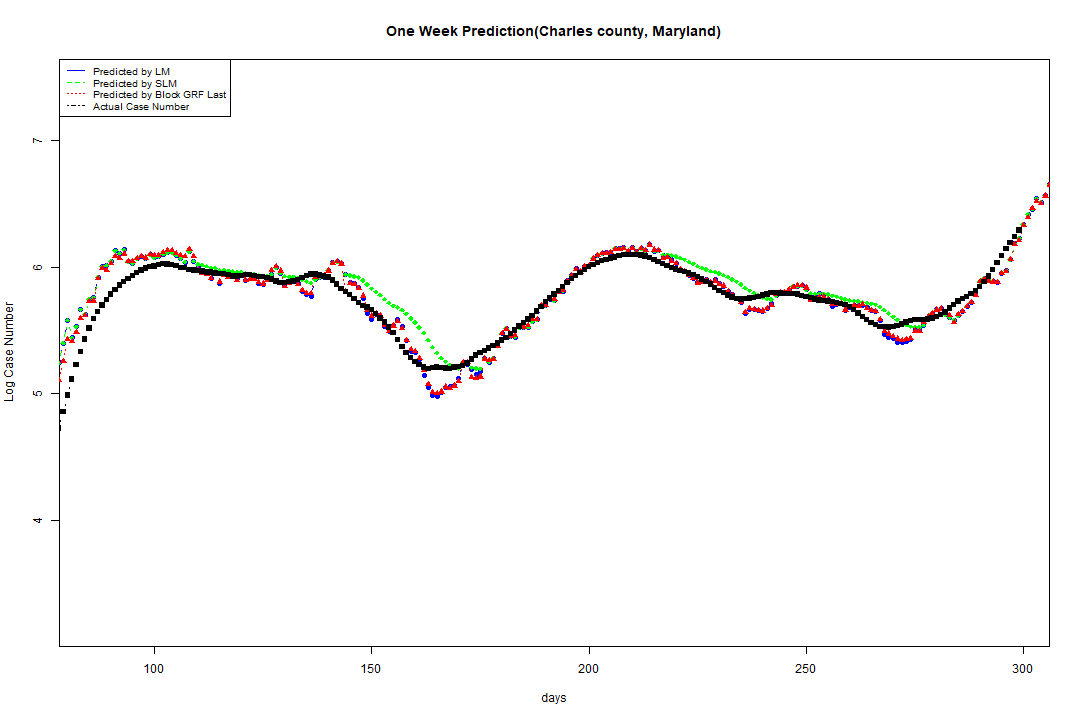 One Week Prediction(Charles county, Maryland)
Predicted by LM
Predicted by SLM
Predicted by Block GRF Last
Actual Case Number
7
6
5
4
Log Case Number
100 150 200 250 300
days